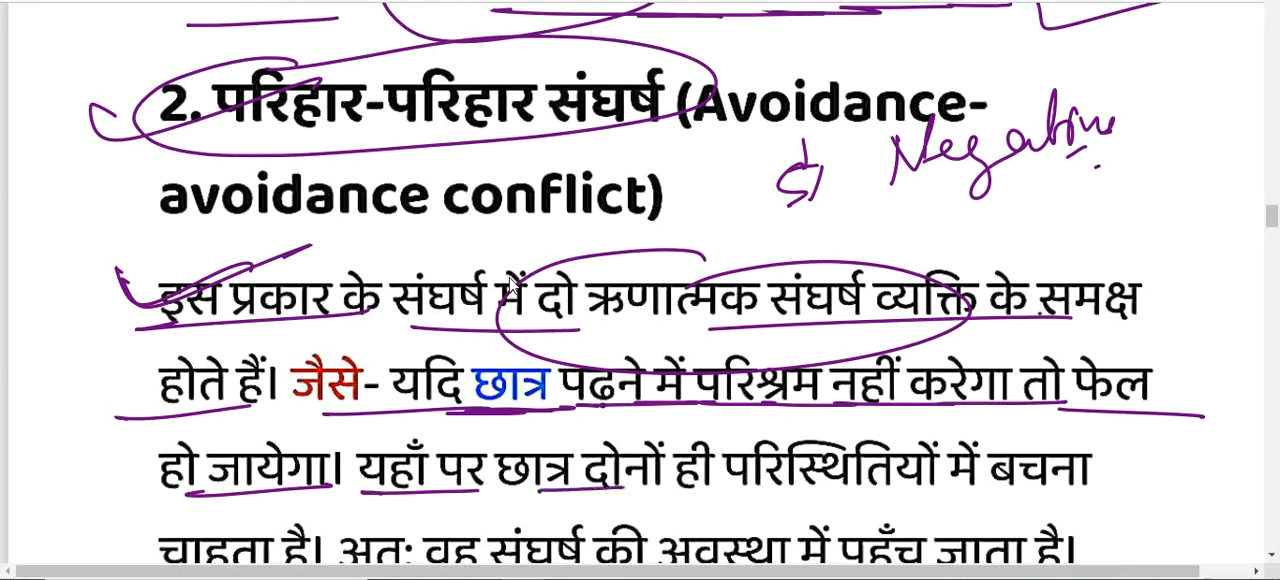 2. परिहार-परिहार संघर्ष (Avoidance-
Negative
avoidance conflict)
इस प्रकार के संघर्ष में दो ऋणात्मक संघर्ष व्यक्ति के समक्ष
होते हैं। जैसे- यदि छात्र पढ़ने में परिश्रम नहीं करेगा तो फेल
हो जायेगा। यहाँ पर छात्र दोनों ही परिस्थितियों में बचना
चाहता है। अतः वह संघर्ष की अवस्था में पहुँच जाता है।